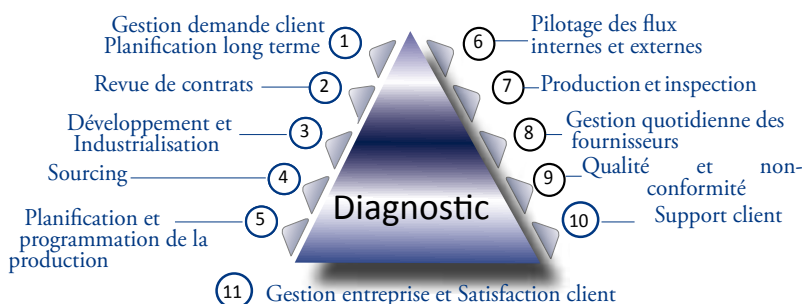 Gestion demande client
Planification long terme
1
Revue de contrats
2
Développement et
Industrialisation
3
Sourcing
4
Planification et
programmation de la
production
5
6
Pilotage des flux
internes et externes
7
Production et inspection
8
Gestion quotidienne des
fournisseurs
9
Qualité et non-
conformité
10
Support client
Diagnostic
11 Gestion entreprise et Satisfaction client